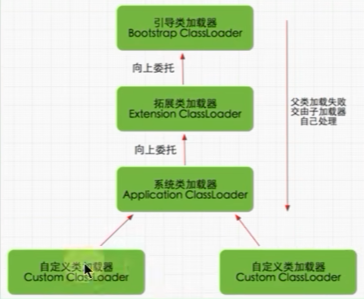 引导类加载器
Bootstrap ClassLoader
向上委托
拓展类加载器
Extension ClassLoader
父类加载失败
交由子加载器
自己处理
向上委托
系统类加载器
Application ClassLoader
自定义类加载器
Custom ClassLoader
自定义类加载器
Custom ClassLoader